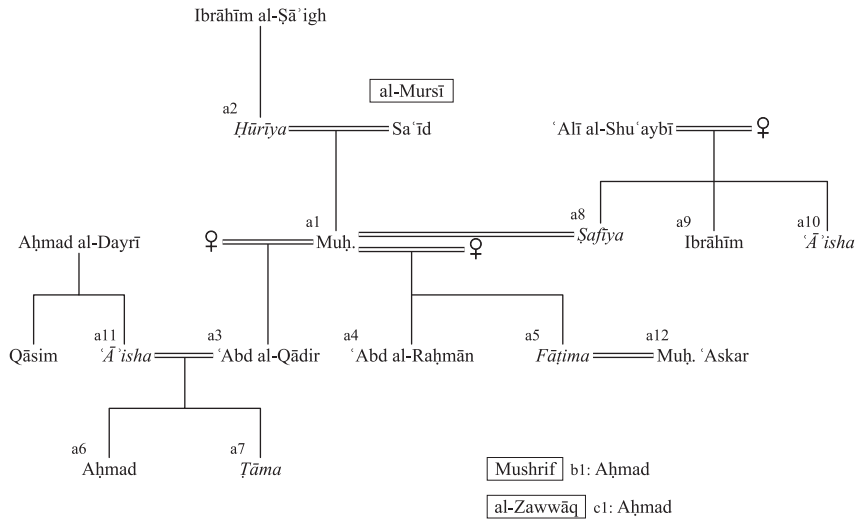 Ibrāhīm al-Ṣāʾigh
al-Mursī
a2
Ḥūrīya Saʿīd ʿAlī al-Shuʿaybī ♀
a1 a8 a9 a10
Aḥmad al-Dayrī ♀ Muḥ. ♀ Ṣafīya Ibrāhīm ʿĀʾisha
a11 a3 a4 a5 a12
Qāsim ʿĀʾisha ʿAbd al-Qādir ʿAbd al-Raḥmān Fāṭima Muḥ. ʿAskar
a6 a7
Aḥmad Ṭāma
Mushrif b1: Aḥmad
al-Zawwāq c1: Aḥmad